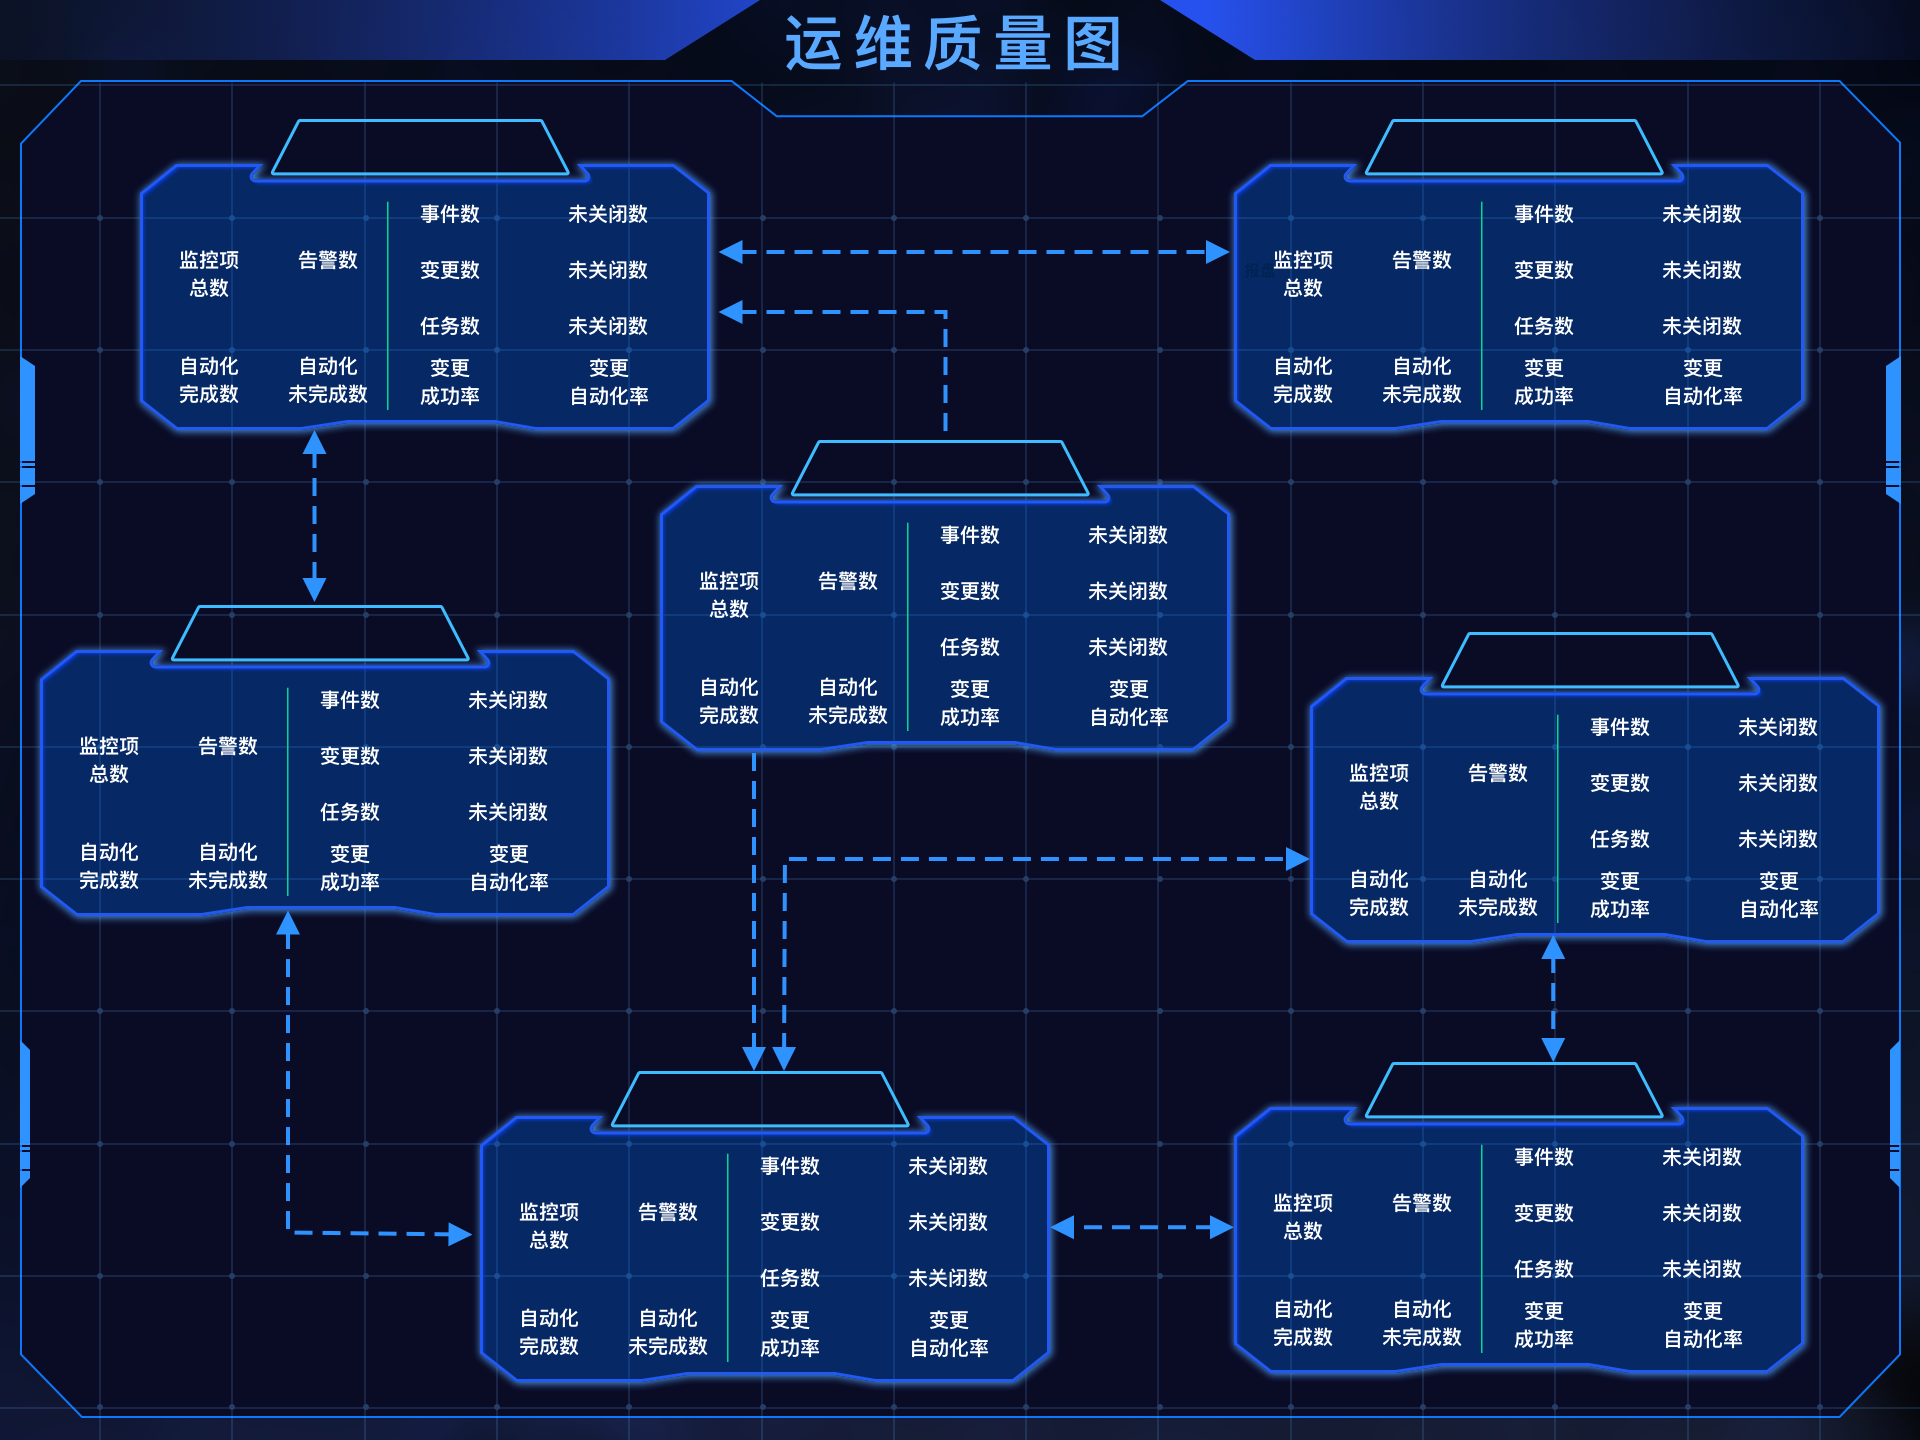 运维质量图
事件数 未关闭数
监控项 告警数
总数
变更数 未关闭数
任务数 未关闭数
自动化 自动化 变更 变更
完成数 未完成数 成功率 自动化率
事件数 未关闭数
监控项 告警数
总数
变更数 未关闭数
任务数 未关闭数
自动化 自动化 变更 变更
完成数 未完成数 成功率 自动化率
事件数 未关闭数
监控项 告警数
总数
变更数 未关闭数
任务数 未关闭数
自动化 自动化 变更 变更
完成数 未完成数 成功率 自动化率
事件数 未关闭数
监控项 告警数
总数
变更数 未关闭数
任务数 未关闭数
自动化 自动化 变更 变更
完成数 未完成数 成功率 自动化率
事件数 未关闭数
监控项 告警数
总数
变更数 未关闭数
任务数 未关闭数
自动化 自动化 变更 变更
完成数 未完成数 成功率 自动化率
事件数 未关闭数
监控项 告警数
总数
变更数 未关闭数
任务数 未关闭数
自动化 自动化 变更 变更
完成数 未完成数 成功率 自动化率
事件数 未关闭数
监控项 告警数
总数
变更数 未关闭数
任务数 未关闭数
自动化 自动化 变更 变更
完成数 未完成数 成功率 自动化率